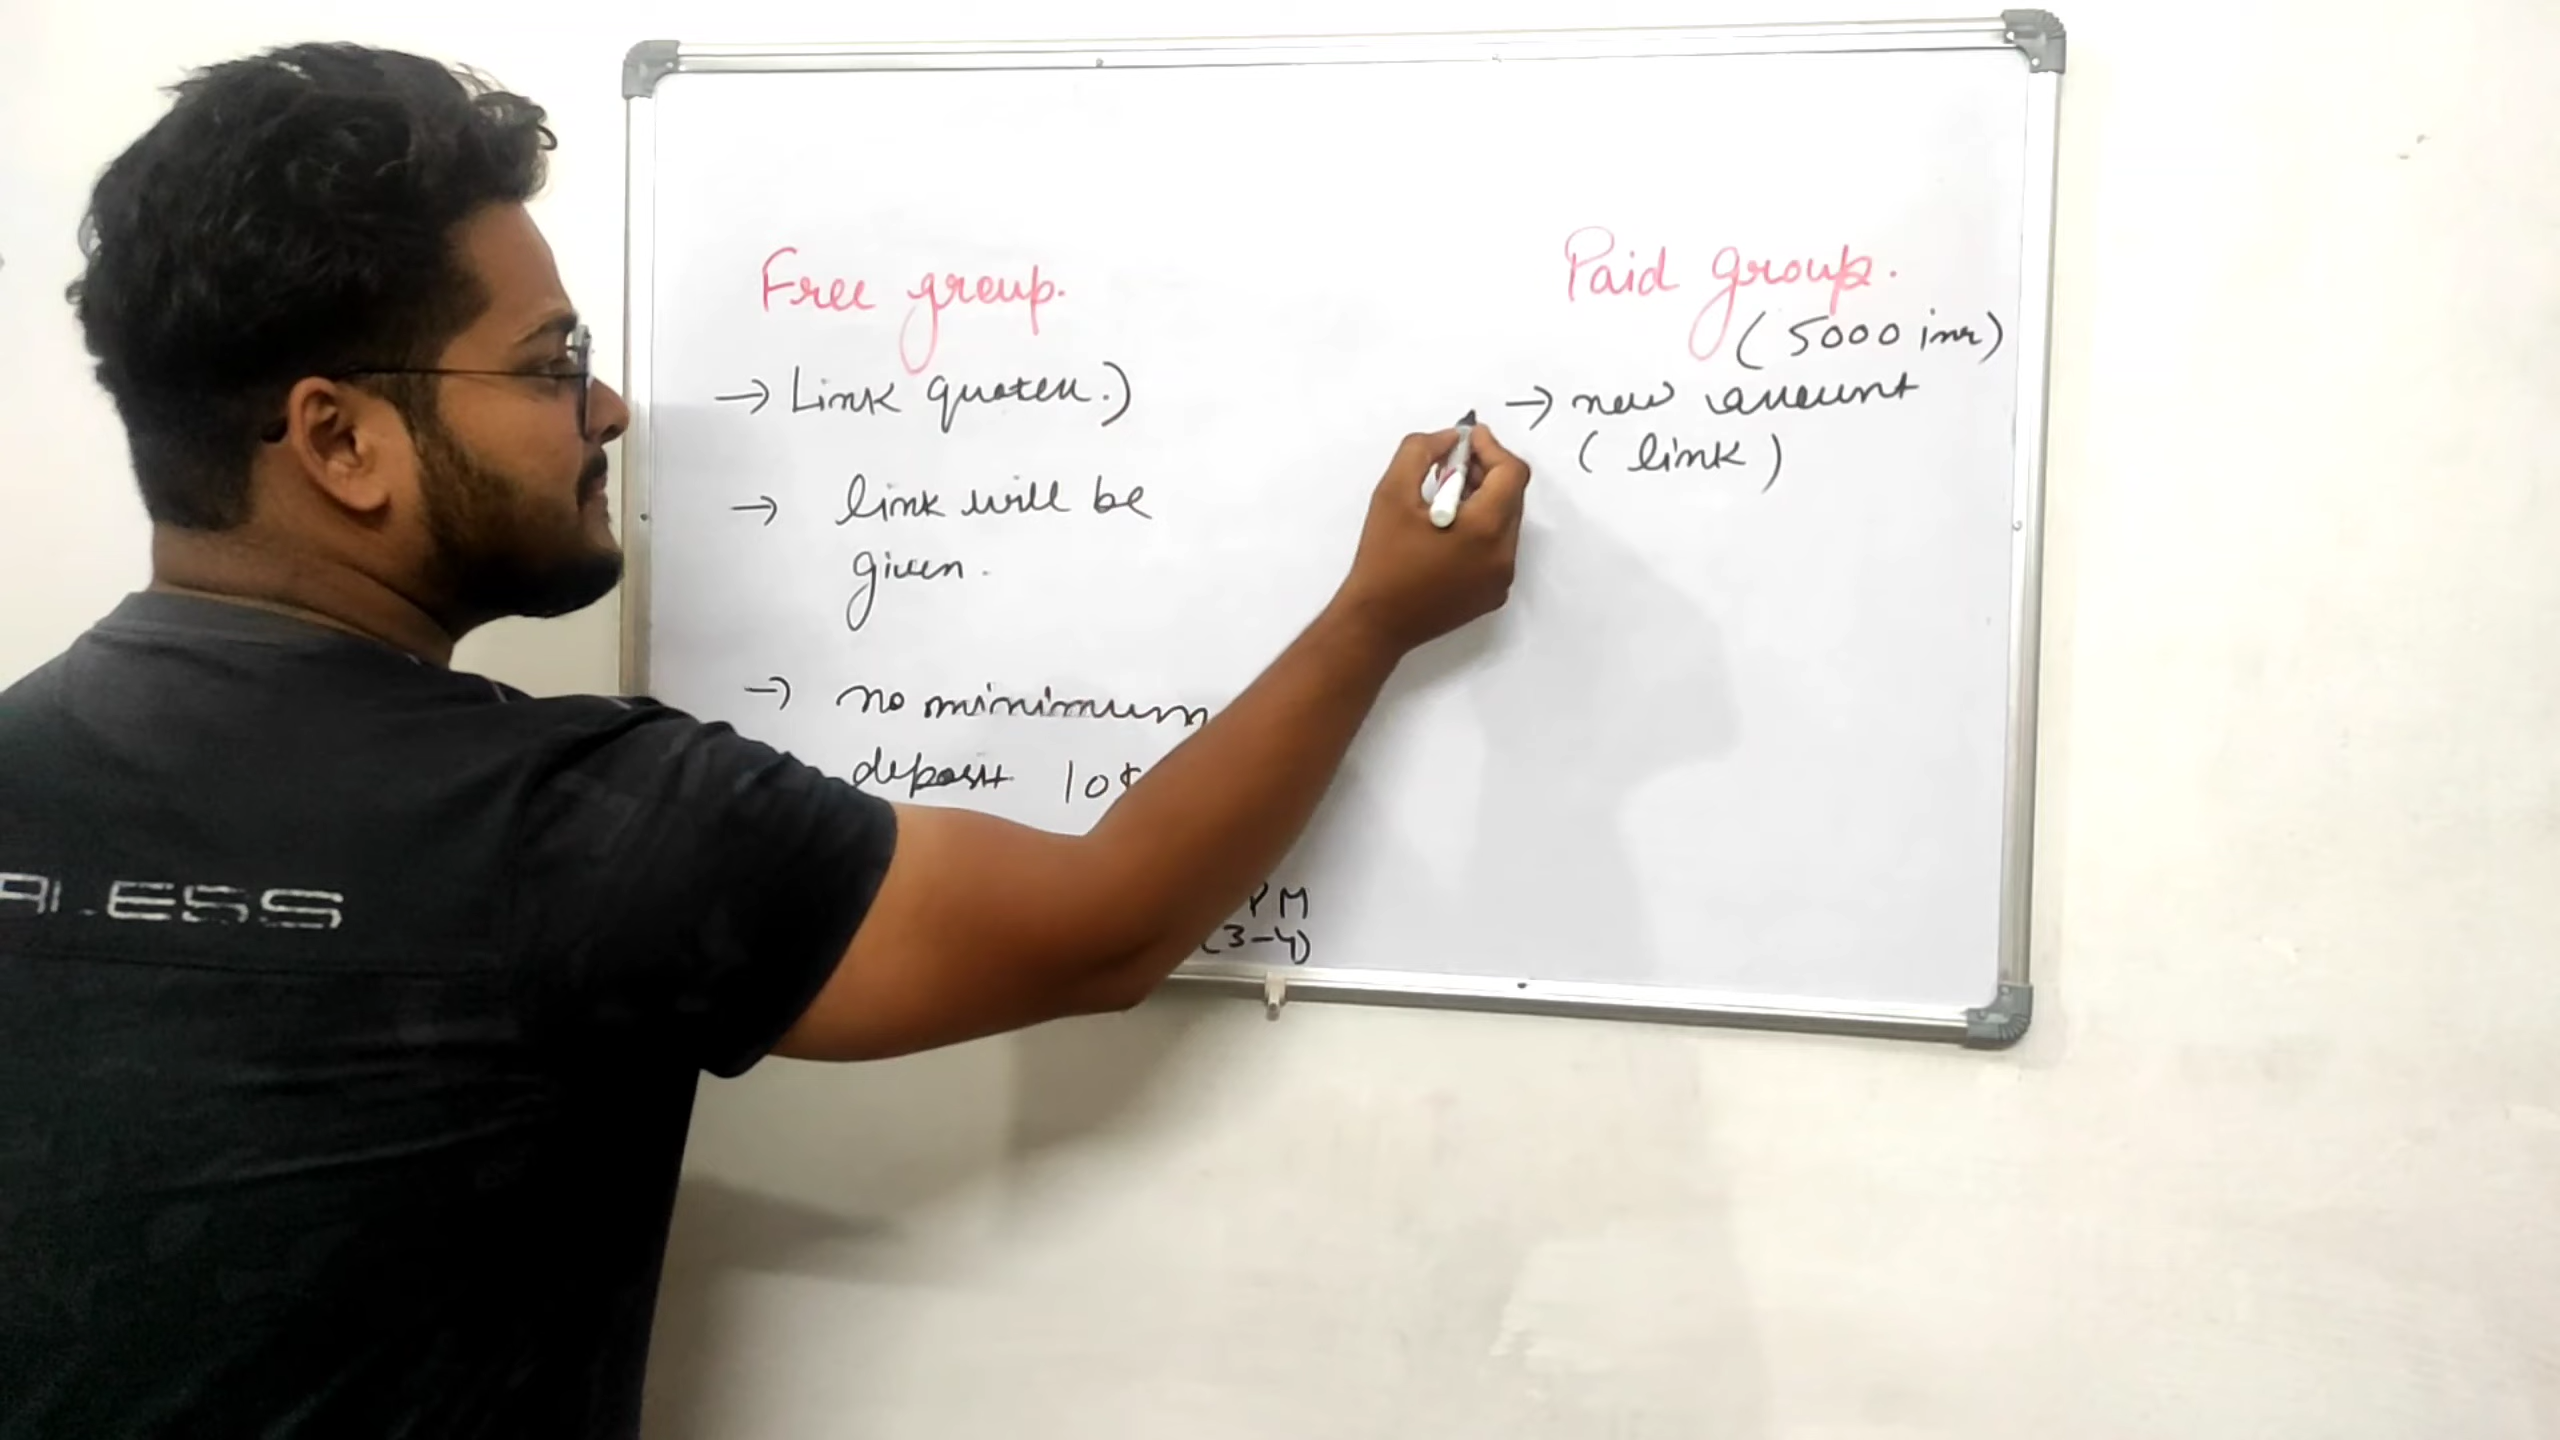 Free group.
→ Link quotex.)
→ link will be
given.
→ no minimum
deposit 10$
PM
(3-4)
Paid group.
(5000 inr)
→ new account
(link)
LESS